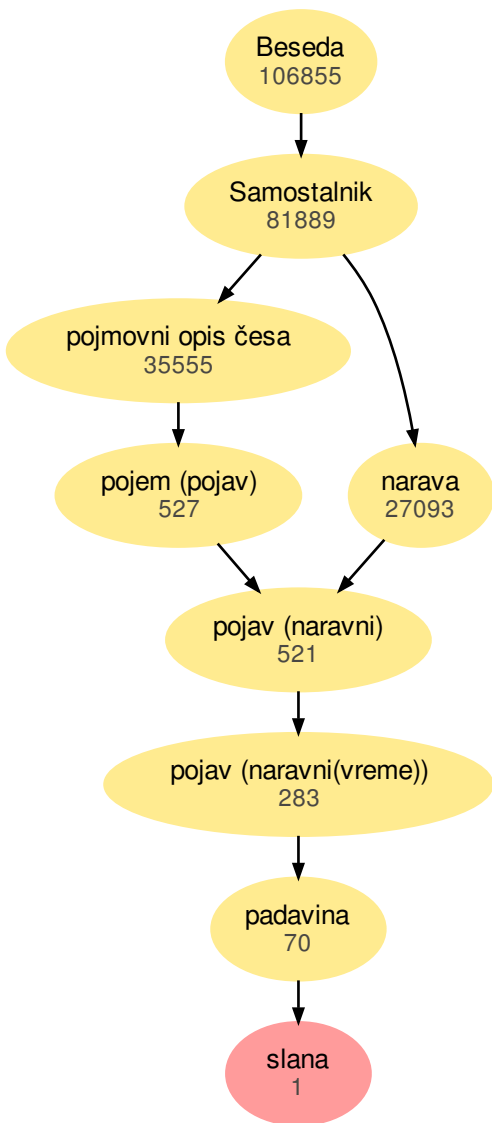 Beseda
106855
Samostalnik
81889
pojmovni opis česa
35555
pojem (pojav)
527
narava
27093
pojav (naravni)
521
pojav (naravni(vreme))
283
padavina
70
slana
1